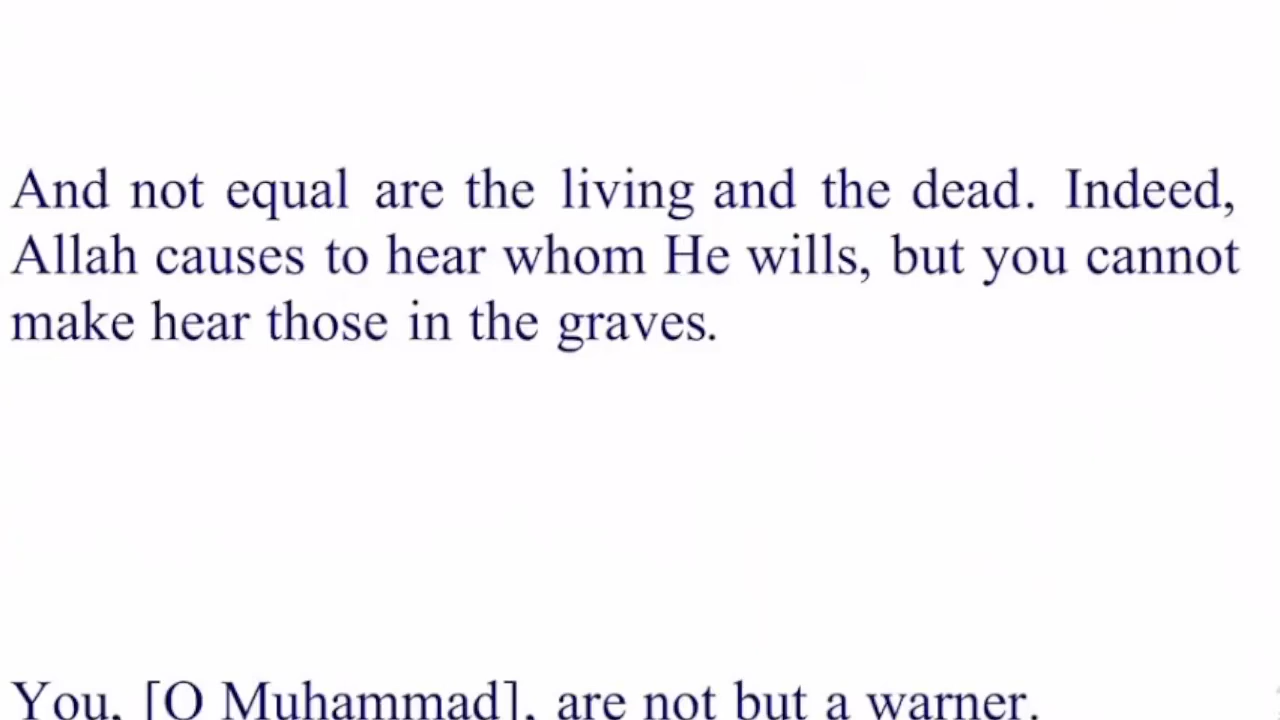 And not equal are the living and the dead. Indeed,
Allah causes to hear whom He wills, but you cannot
make hear those in the graves.
You, [O Muhammad], are not but a warner.